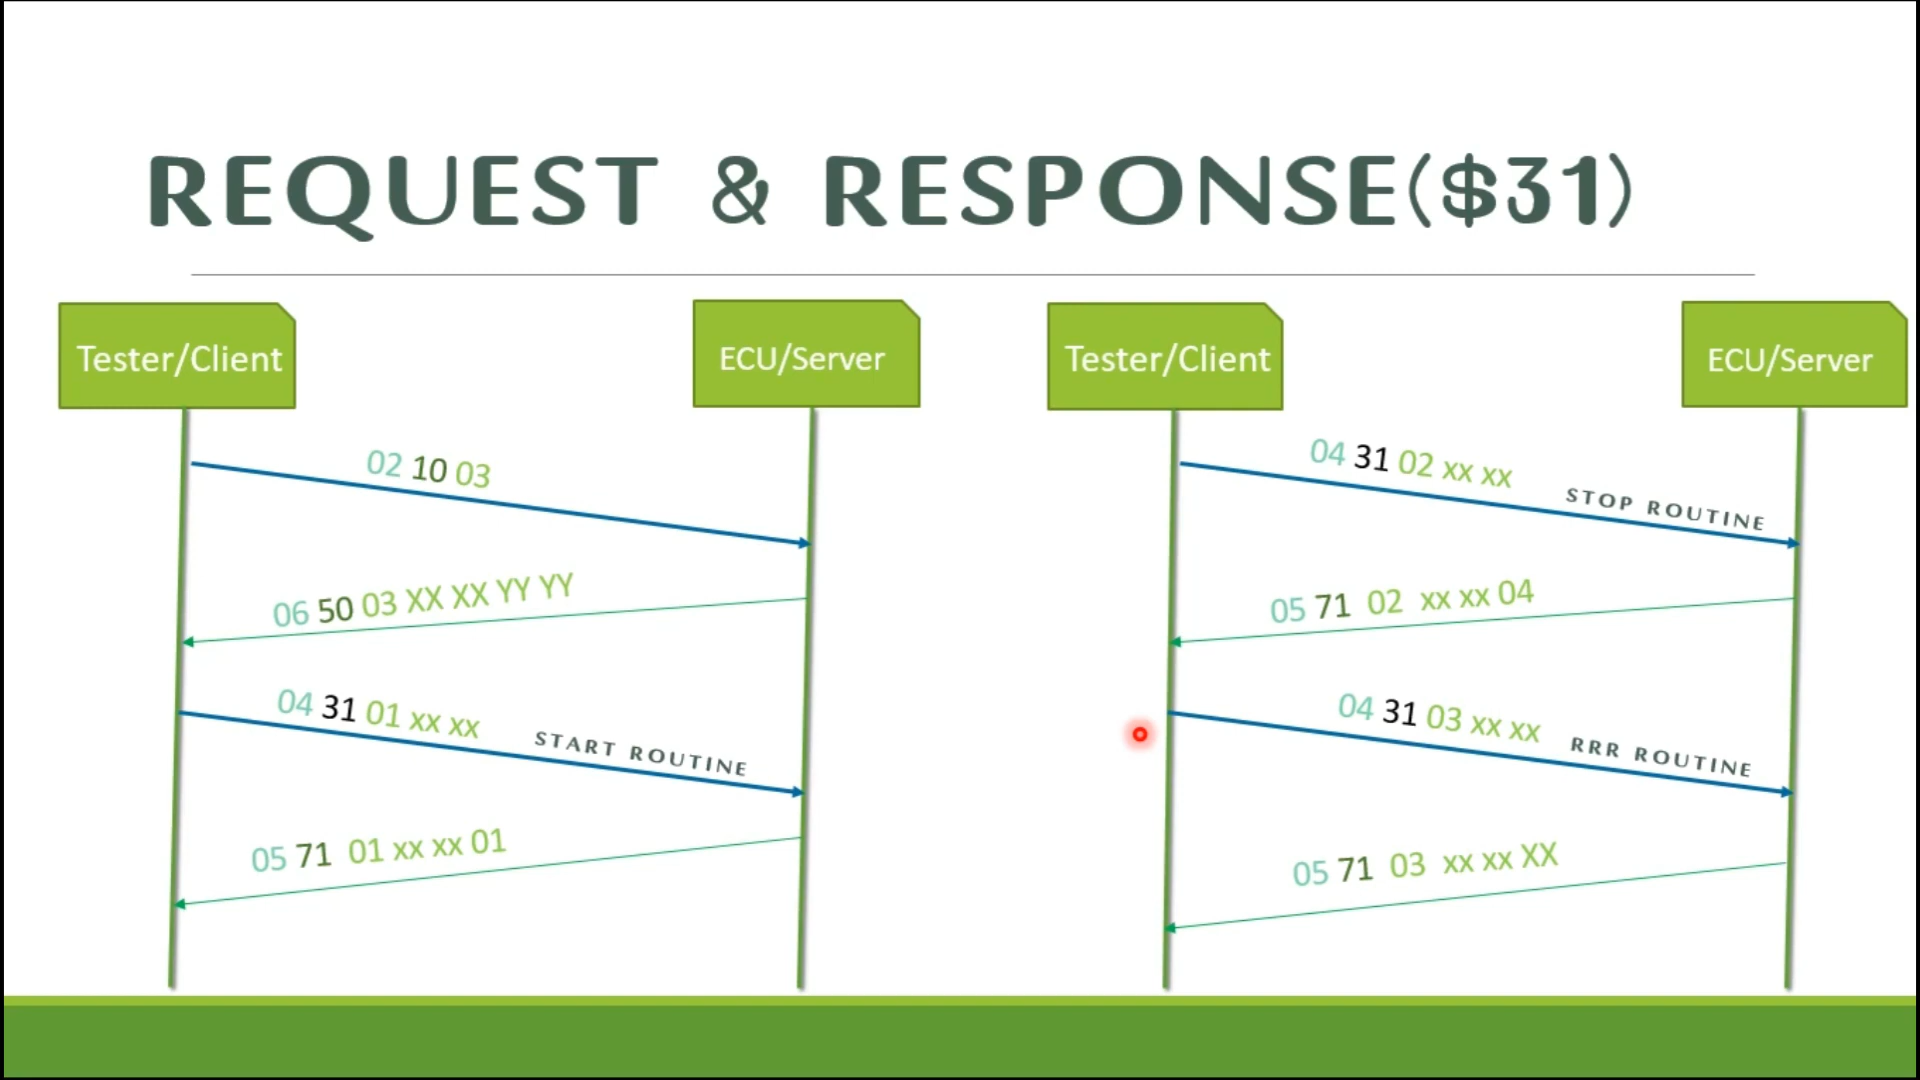 REQUEST & RESPONSE($31)
Tester/Client
ECU/Server
02 10 03
06 50 03 XX XX YY YY
04 31 01 xx xx
START ROUTINE
05 71 01 xx xx 01
Tester/Client
ECU/Server
04 31 02 xx xx
STOP ROUTINE
05 71 02 xx xx 04
04 31 03 xx xx
RRR ROUTINE
05 71 03 xx xx XX